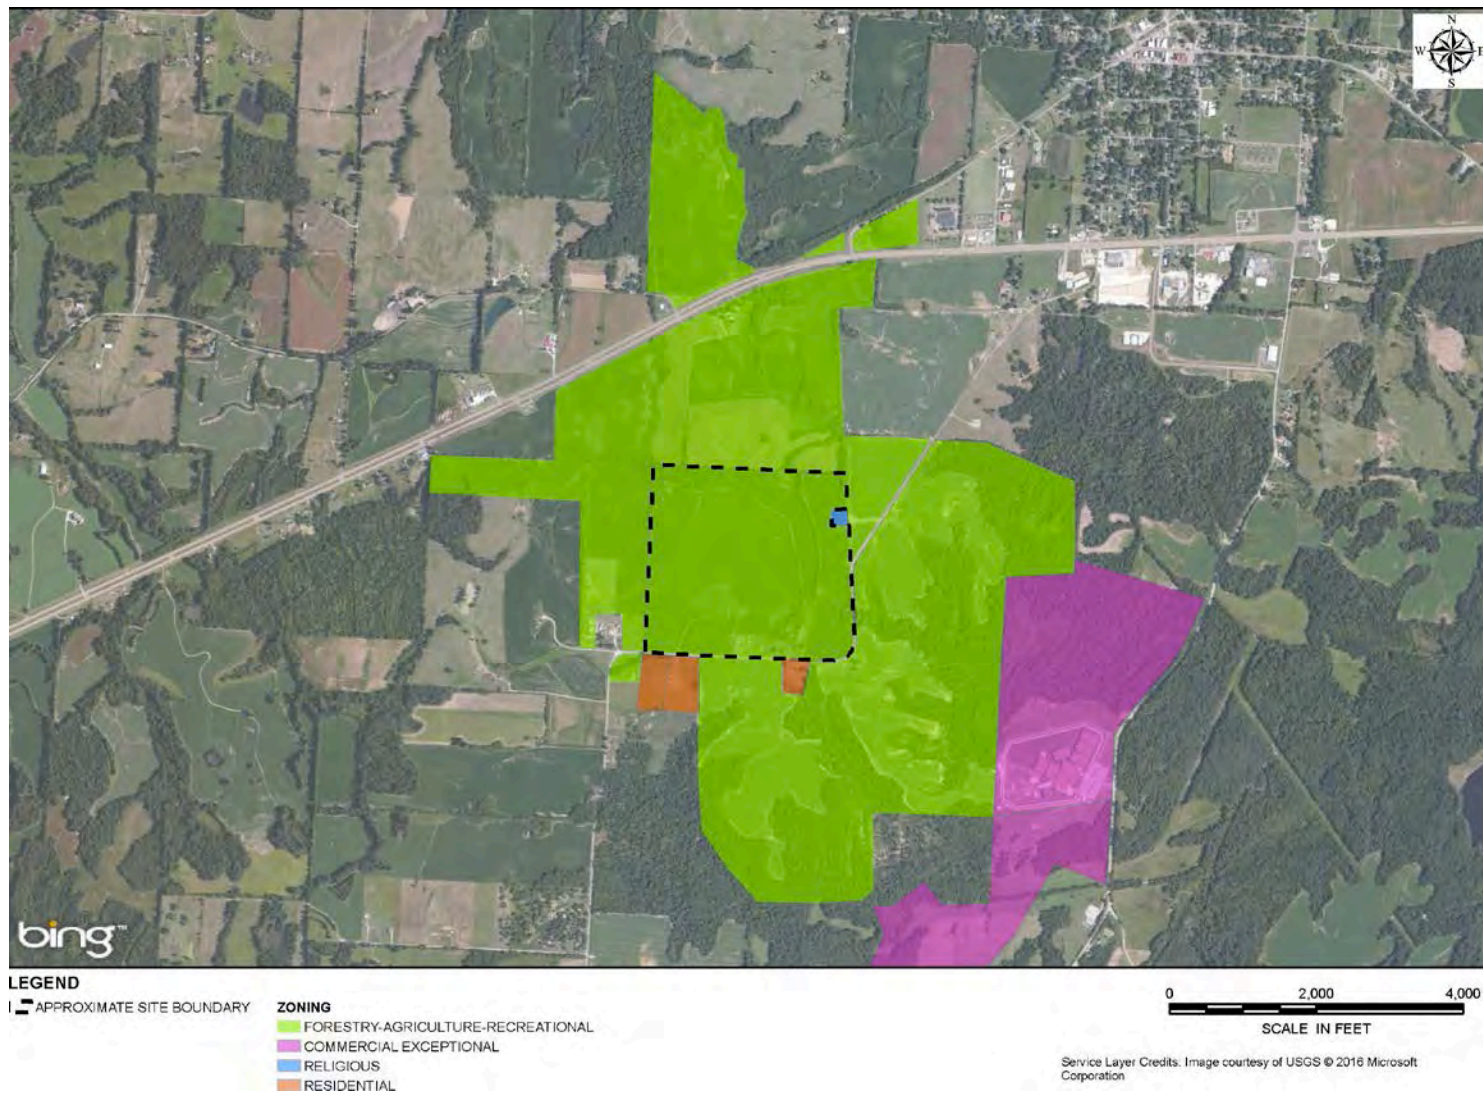 N
W E
S
bing™
LEGEND
APPROXIMATE SITE BOUNDARY
ZONING
FORESTRY-AGRICULTURE-RECREATIONAL
COMMERCIAL EXCEPTIONAL
RELIGIOUS
RESIDENTIAL
0 2,000 4,000
SCALE IN FEET
Service Layer Credits: Image courtesy of USGS © 2016 Microsoft
Corporation